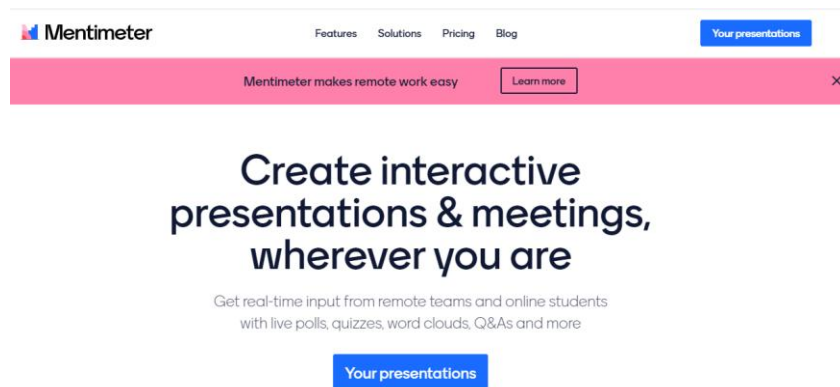 Mentimeter
Features Solutions Pricing Blog
Your presentations
Mentimeter makes remote work easy
Learn more
Create interactive
presentations & meetings,
wherever you are
Get real-time input from remote teams and online students
with live polls, quizzes, word clouds, Q&As and more
Your presentations